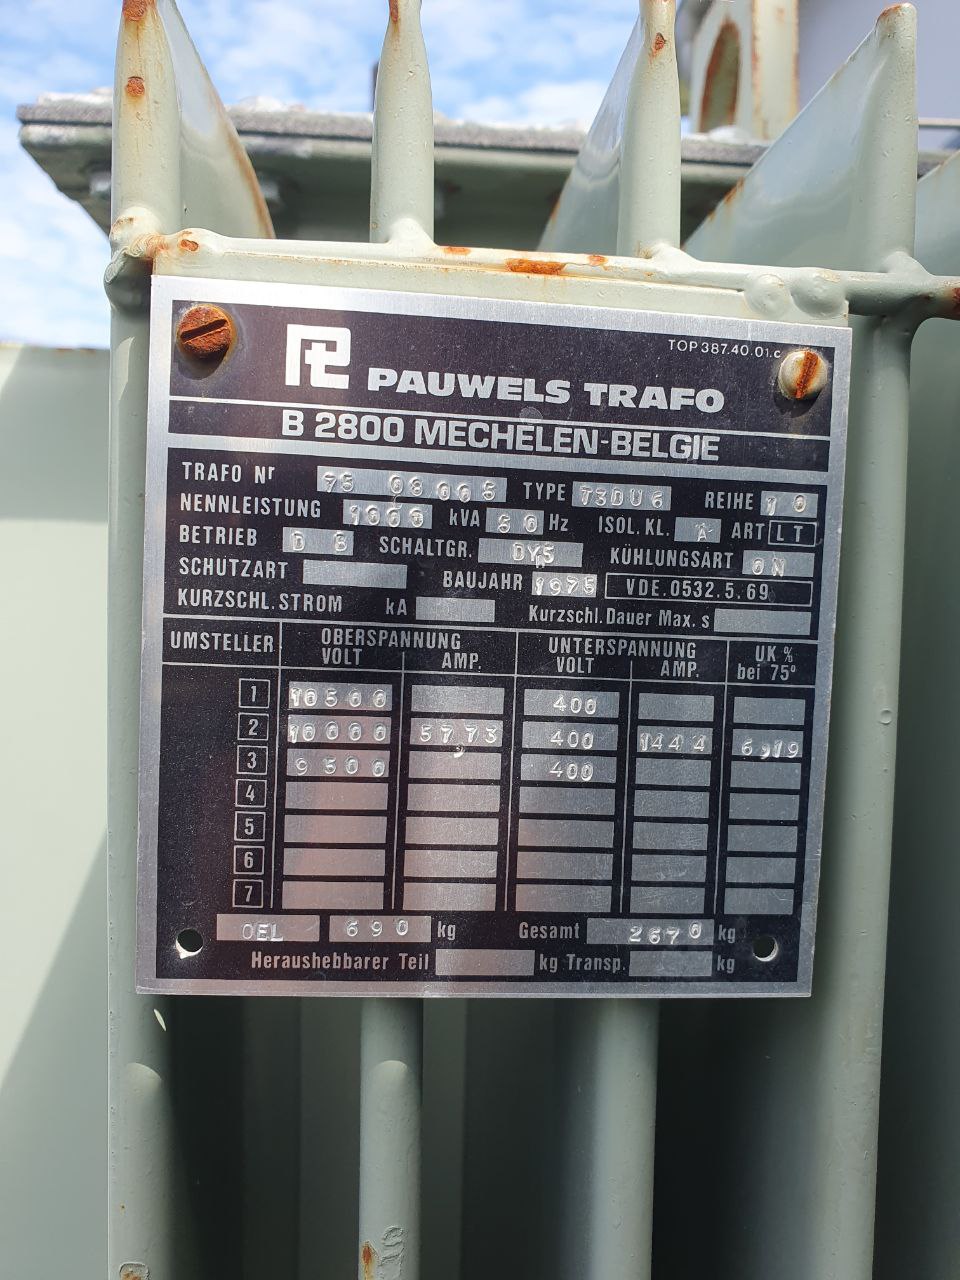 TOP 387.40.01.c
PAUWELS TRAFO
B 2800 MECHELEN-BELGIE
TRAFO Nr 75 08005 TYPE T3DU6 REIHE 10
NENNLEISTUNG 1000 kVA 50 Hz ISOL. KL. A ART LT
BETRIEB DB SCHALTGR. DYn5 KÜHLUNGSART ON
SCHUTZART BAUJAHR 1975 VDE.0532.5.69
KURZSCHL.STROM kA Kurzschl.Dauer Max. s
UMSTELLER OBERSPANNUNG UNTERSPANNUNG UK %
VOLT AMP. VOLT AMP. bei 75°
1 10500 400
2 10000 57,73 400 1444 6,19
3 9500 400
4
5
6
7
OEL 690 kg Gesamt 2670 kg
Heraushebbarer Teil kg Transp. kg